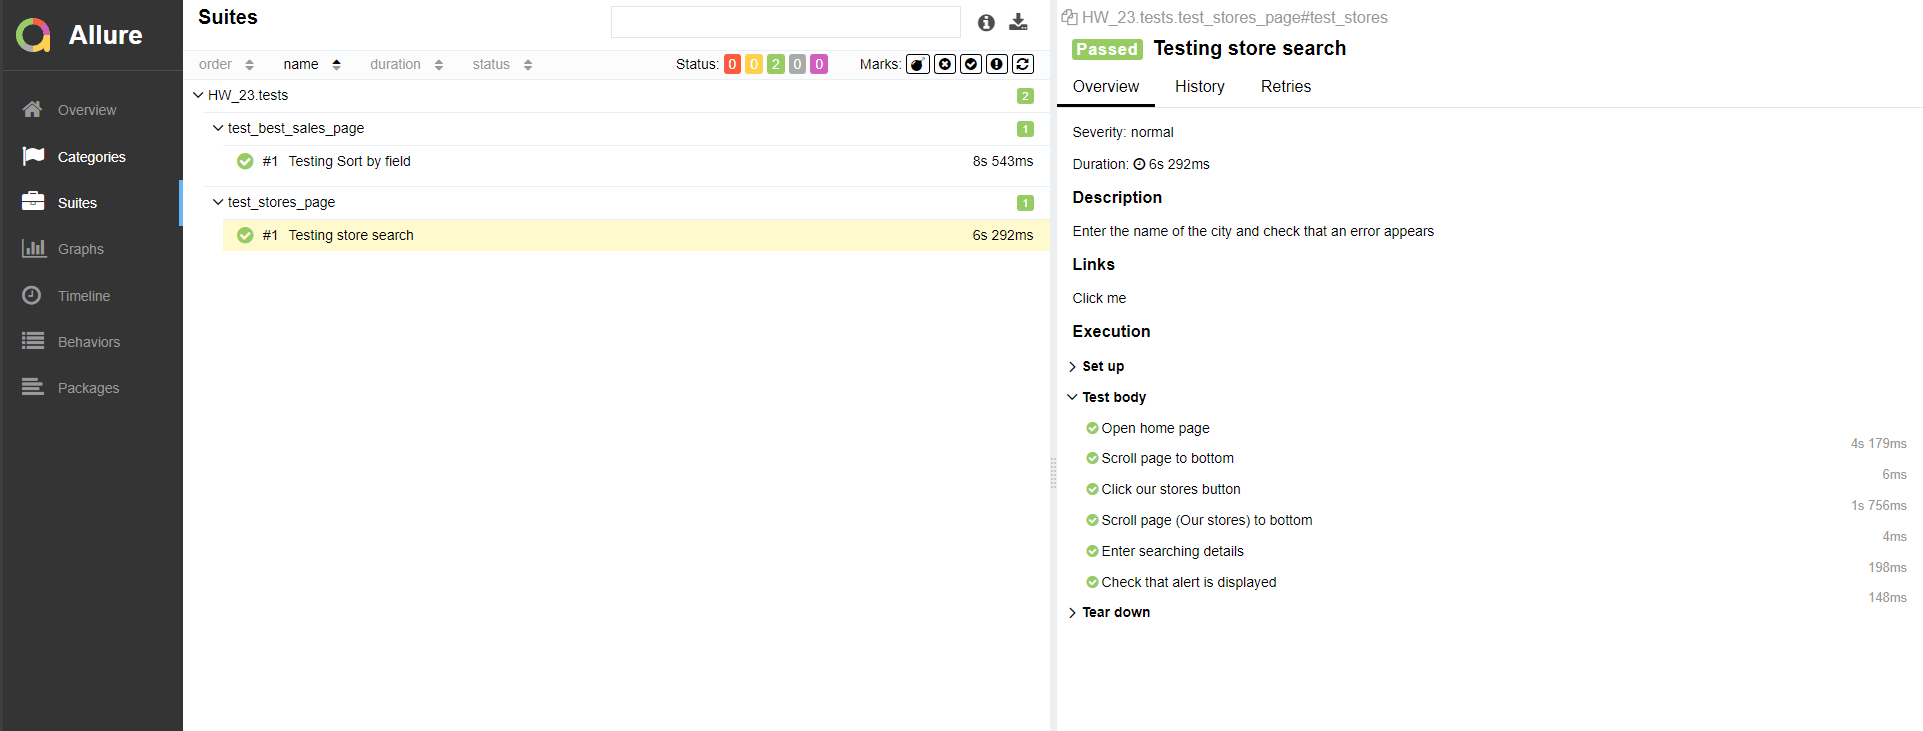 Allure
Overview
Categories
Suites
Graphs
Timeline
Behaviors
Packages
Suites
order name duration status Status: 0 0 2 0 0 Marks:
HW_23.tests 2
test_best_sales_page 1
#1 Testing Sort by field 8s 543ms
test_stores_page 1
#1 Testing store search 6s 292ms
HW_23.tests.test_stores_page#test_stores
Passed Testing store search
Overview History Retries
Severity: normal
Duration: 6s 292ms
Description
Enter the name of the city and check that an error appears
Links
Click me
Execution
Set up
Test body
Open home page
4s 179ms
Scroll page to bottom
6ms
Click our stores button
1s 756ms
Scroll page (Our stores) to bottom
4ms
Enter searching details
198ms
Check that alert is displayed
148ms
Tear down